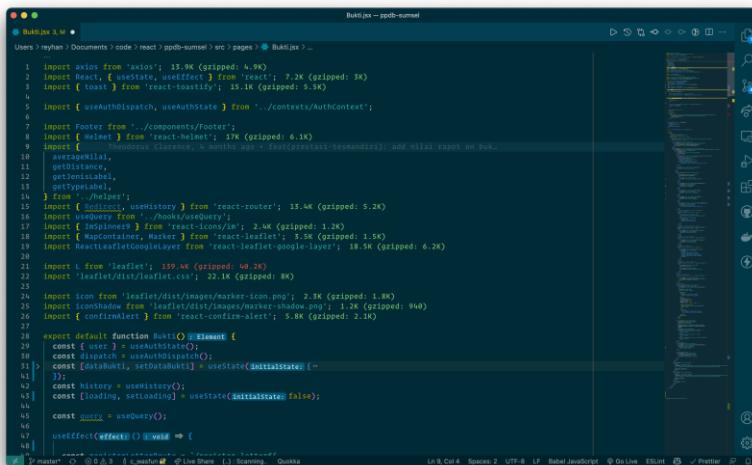 Bukti.jsx — ppdb-sumsel
Bukti.jsx 3, M
Users > reyhan > Documents > code > react > ppdb-sumsel > src > pages > Bukti.jsx > ...
1 import axios from 'axios'; 13.9K (gzipped: 4.9K)
2 import React, { useState, useEffect } from 'react'; 7.2K (gzipped: 3K)
3 import { toast } from 'react-toastify'; 15.1K (gzipped: 5.5K)
4
5 import { useAuthDispatch, useAuthState } from '../contexts/AuthContext';
6
7 import Footer from '../components/Footer';
8 import { Helmet } from 'react-helmet'; 17K (gzipped: 6.1K)
9 import { Theodorus Clarence, 4 months ago • feat(prestasi-tesmandiri): add nilai rapot on buk…
10 averageNilai,
11 getDistance,
12 getJenisLabel,
13 getTypeLabel,
14 } from '../helper';
15 import { Redirect, useHistory } from 'react-router'; 13.4K (gzipped: 5.2K)
16 import useQuery from '../hooks/useQuery';
17 import { ImSpinner9 } from 'react-icons/im'; 2.4K (gzipped: 1.2K)
18 import { MapContainer, Marker } from 'react-leaflet'; 3.5K (gzipped: 1.5K)
19 import ReactLeafletGoogleLayer from 'react-leaflet-google-layer'; 18.5K (gzipped: 6.2K)
20
21 import L from 'leaflet'; 139.4K (gzipped: 40.2K)
22 import 'leaflet/dist/leaflet.css'; 22.1K (gzipped: 8K)
23
24 import icon from 'leaflet/dist/images/marker-icon.png'; 2.3K (gzipped: 1.8K)
25 import iconShadow from 'leaflet/dist/images/marker-shadow.png'; 1.2K (gzipped: 940)
26 import { confirmAlert } from 'react-confirm-alert'; 5.8K (gzipped: 2.1K)
27
28 export default function Bukti() : Element {
29 const { user } = useAuthState();
30 const dispatch = useAuthDispatch();
31 const [dataBukti, setDataBukti] = useState(initialState: {…
41 });
42 const history = useHistory();
43 const [loading, setLoading] = useState(initialState: false);
44
45 const query = useQuery();
46
47 useEffect(effect: () : void => {
48
master* 0 3 c_wasfun Live Share {..} : Scanning.. Quokka Ln 9, Col 4 Spaces: 2 UTF-8 LF Babel JavaScript Go Live ESLint Prettier